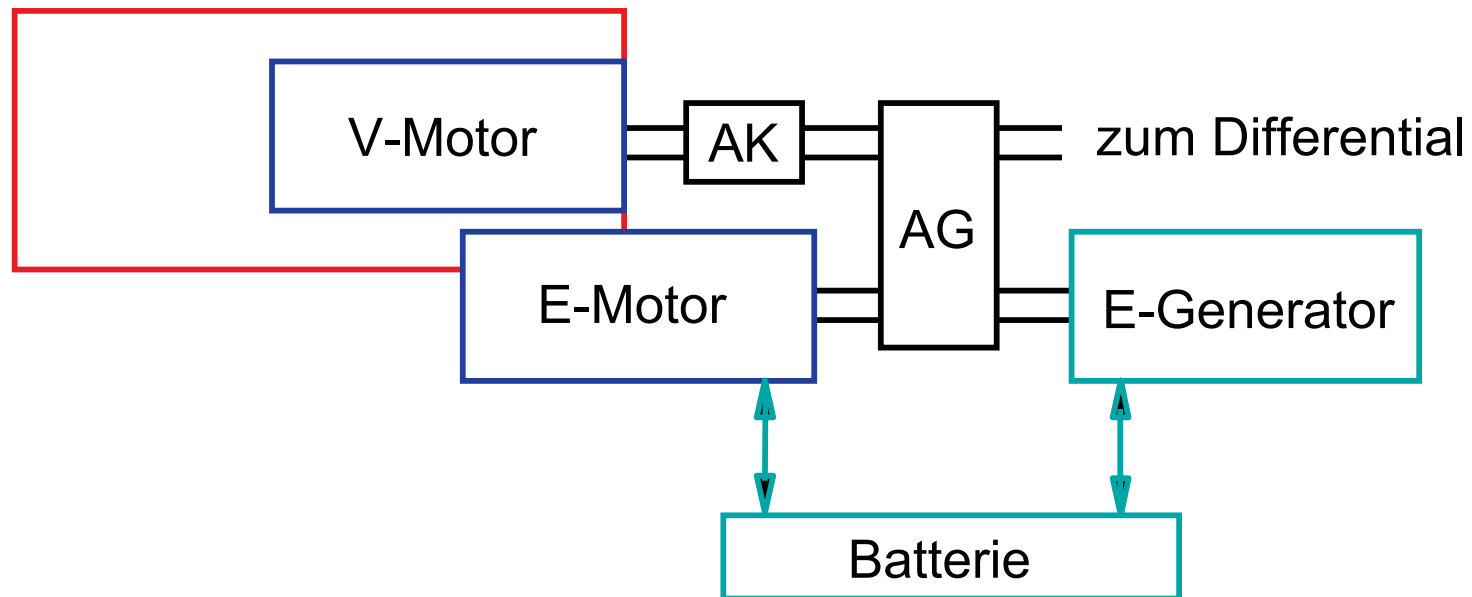 V-Motor
AK
zum Differential
AG
E-Motor
E-Generator
Batterie